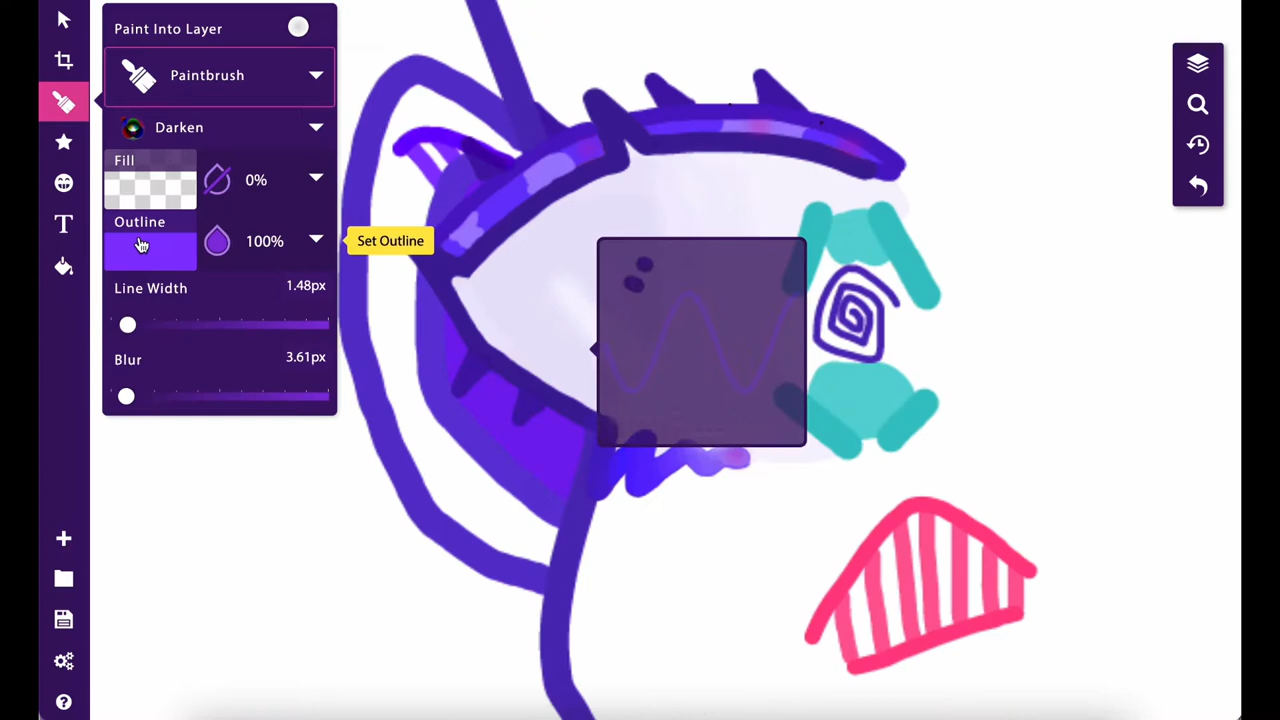 Paint Into Layer
Paintbrush
Darken
Fill
0%
Outline
100%
Set Outline
Line Width
1.48px
Blur
3.61px